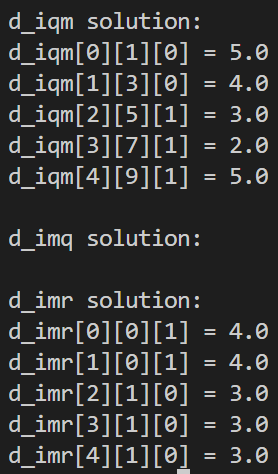 d_iqm solution:
d_iqm[0][1][0] = 5.0
d_iqm[1][3][0] = 4.0
d_iqm[2][5][1] = 3.0
d_iqm[3][7][1] = 2.0
d_iqm[4][9][1] = 5.0
d_imq solution:
d_imr solution:
d_imr[0][0][1] = 4.0
d_imr[1][0][1] = 4.0
d_imr[2][1][0] = 3.0
d_imr[3][1][0] = 3.0
d_imr[4][1][0] = 3.0